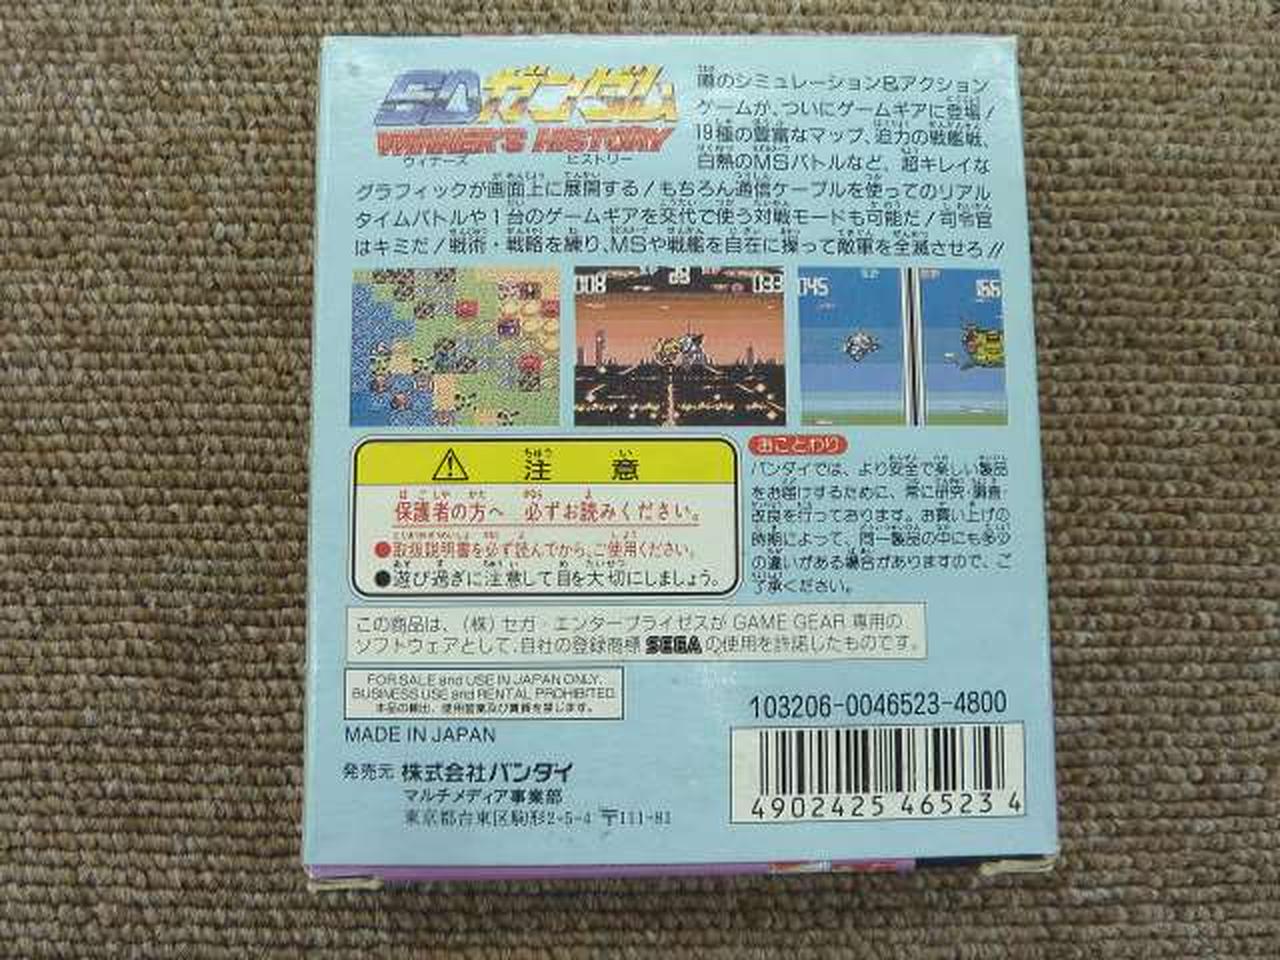 SDガンダム
WINNER'S HISTORY
ウィナーズ ヒストリー
噂のシミュレーション&アクション
ゲームが、ついにゲームギアに登場!
19種の豊富なマップ、迫力の戦艦戦、
白熱のMSバトルなど、超キレイな
グラフィックが画面上に展開する!もちろん通信ケーブルを使ってのリアル
タイムバトルや1台のゲームギアを交代で使う対戦モードも可能だ!司令官
はキミだ!戦術・戦略を練り、MSや戦艦を自在に操って敵軍を全滅させろ!!
008 033
045
注意
保護者の方へ 必ずお読みください。
●取扱説明書を必ず読んでから、ご使用ください。
●遊び過ぎに注意して目を大切にしましょう。
おことわり
バンダイでは、より安全で楽しい製品
をお届けするために、常に研究・調査・
改良を行っております。お買い上げの
時期によって、同一製品の中にも多少
の違いがある場合がありますので、ご
了承ください。
この商品は、(株)セガ・エンタープライゼスが GAME GEAR 専用の
ソフトウェアとして、自社の登録商標 SEGA の使用を許諾したものです。
FOR SALE and USE IN JAPAN ONLY.
BUSINESS USE and RENTAL PROHIBITED.
本品の輸出、使用営業及び賃貸を禁じます。
MADE IN JAPAN
発売元 株式会社バンダイ
マルチメディア事業部
東京都台東区駒形2-5-4 〒111-81
103206-0046523-4800
4902425 465234